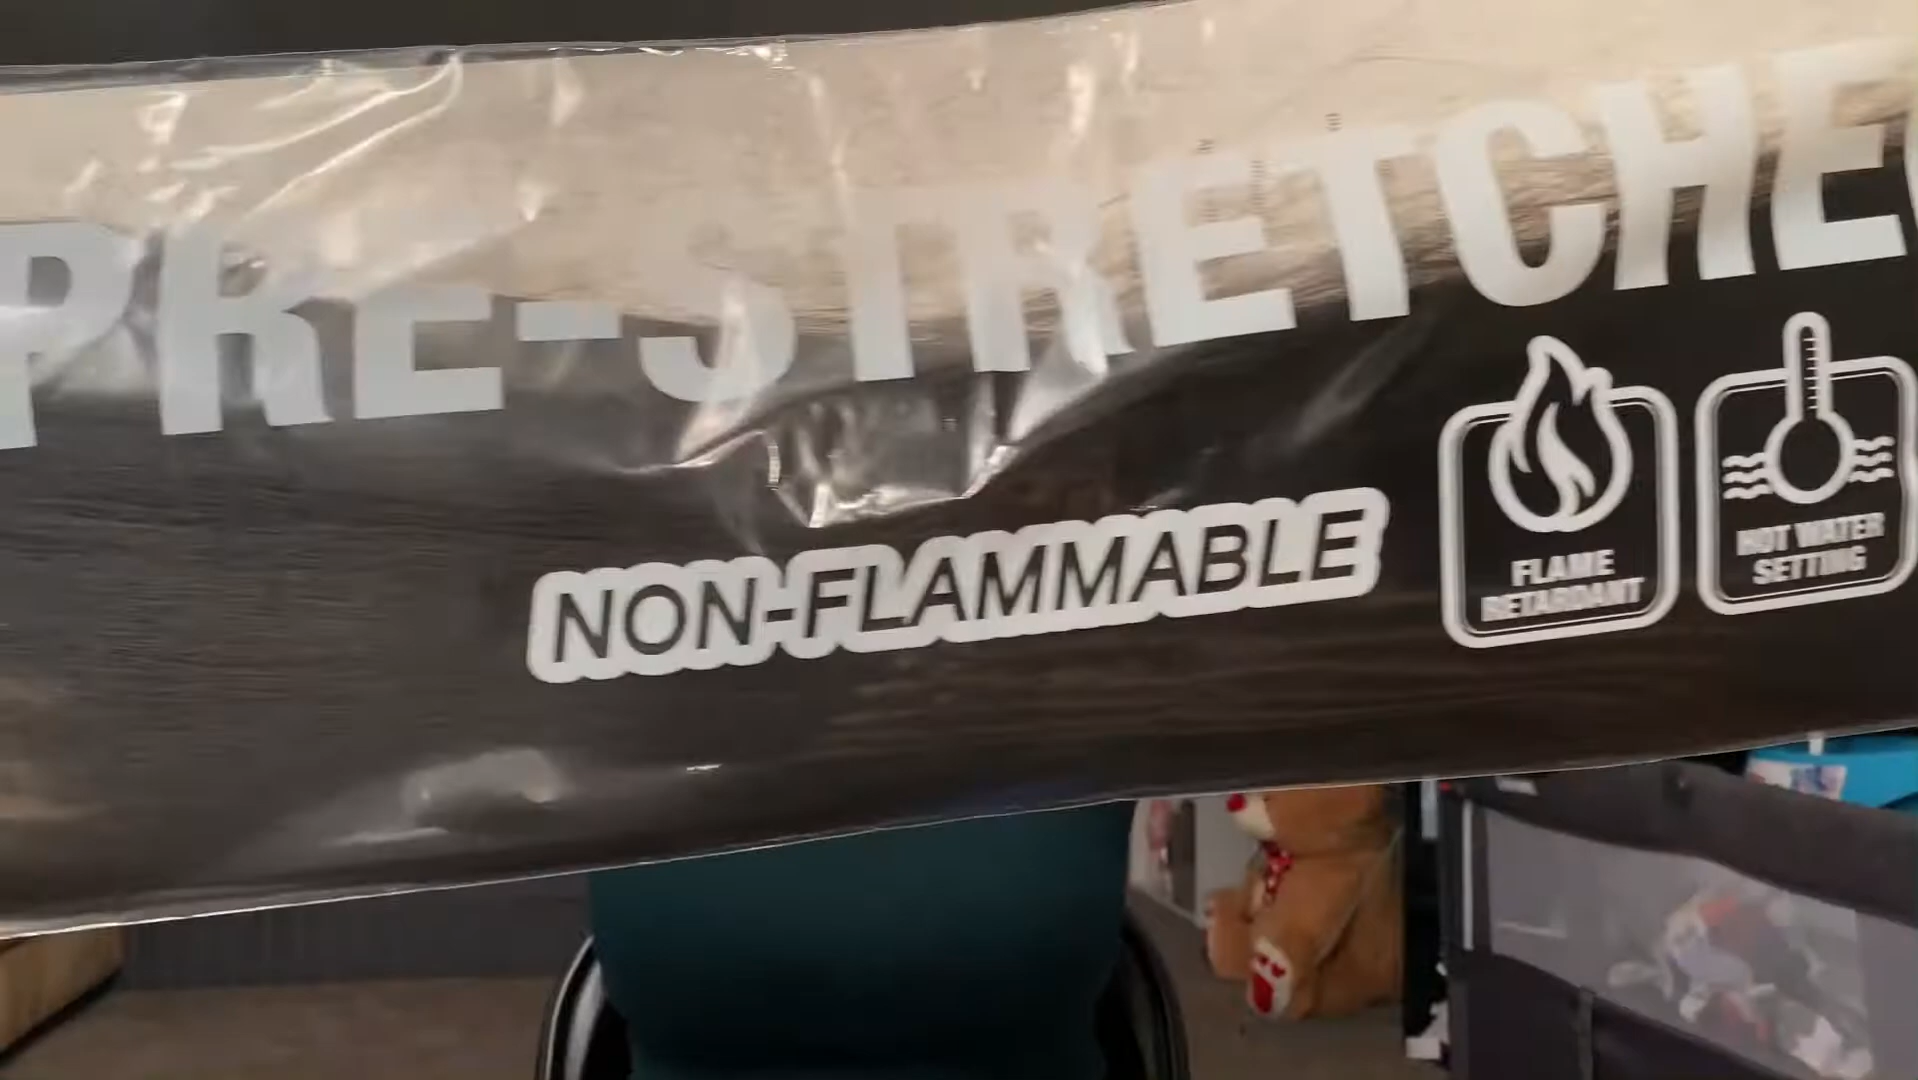 PRE-STRETCHE
NON-FLAMMABLE
FLAME
RETARDANT
HOT WATER
SETTING